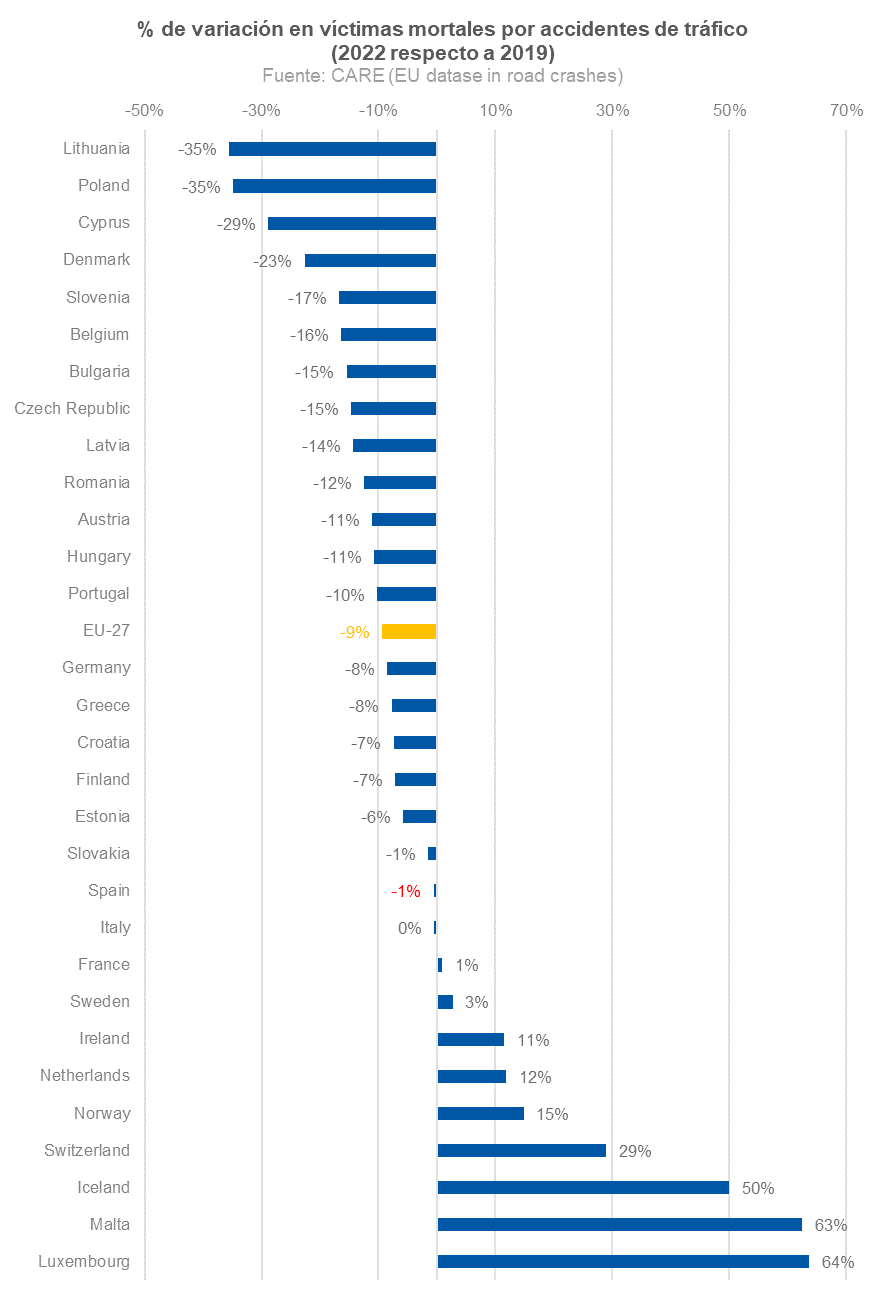 % de variación en víctimas mortales por accidentes de tráfico
(2022 respecto a 2019)
Fuente: CARE (EU datase in road crashes)
-50% -30% -10% 10% 30% 50% 70%
Lithuania -35%
Poland -35%
Cyprus -29%
Denmark -23%
Slovenia -17%
Belgium -16%
Bulgaria -15%
Czech Republic -15%
Latvia -14%
Romania -12%
Austria -11%
Hungary -11%
Portugal -10%
EU-27 -9%
Germany -8%
Greece -8%
Croatia -7%
Finland -7%
Estonia -6%
Slovakia -1%
Spain -1%
Italy 0%
France 1%
Sweden 3%
Ireland 11%
Netherlands 12%
Norway 15%
Switzerland 29%
Iceland 50%
Malta 63%
Luxembourg 64%